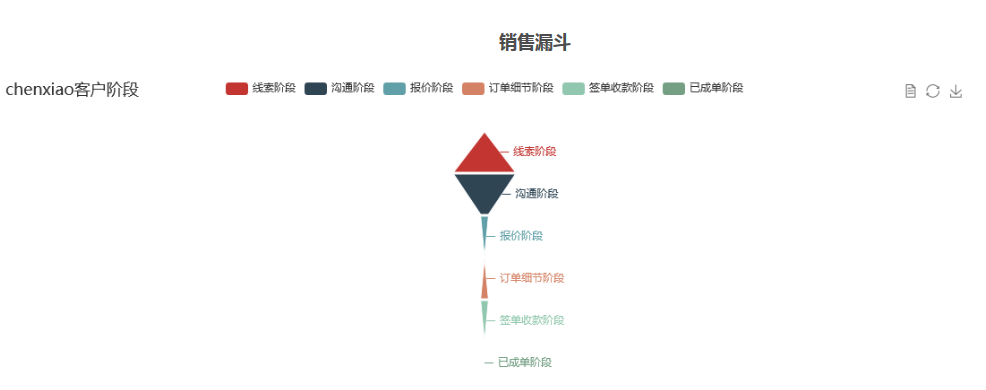 销售漏斗
chenxiao客户阶段
线索阶段 沟通阶段 报价阶段 订单细节阶段 签单收款阶段 已成单阶段
线索阶段
沟通阶段
报价阶段
订单细节阶段
签单收款阶段
已成单阶段